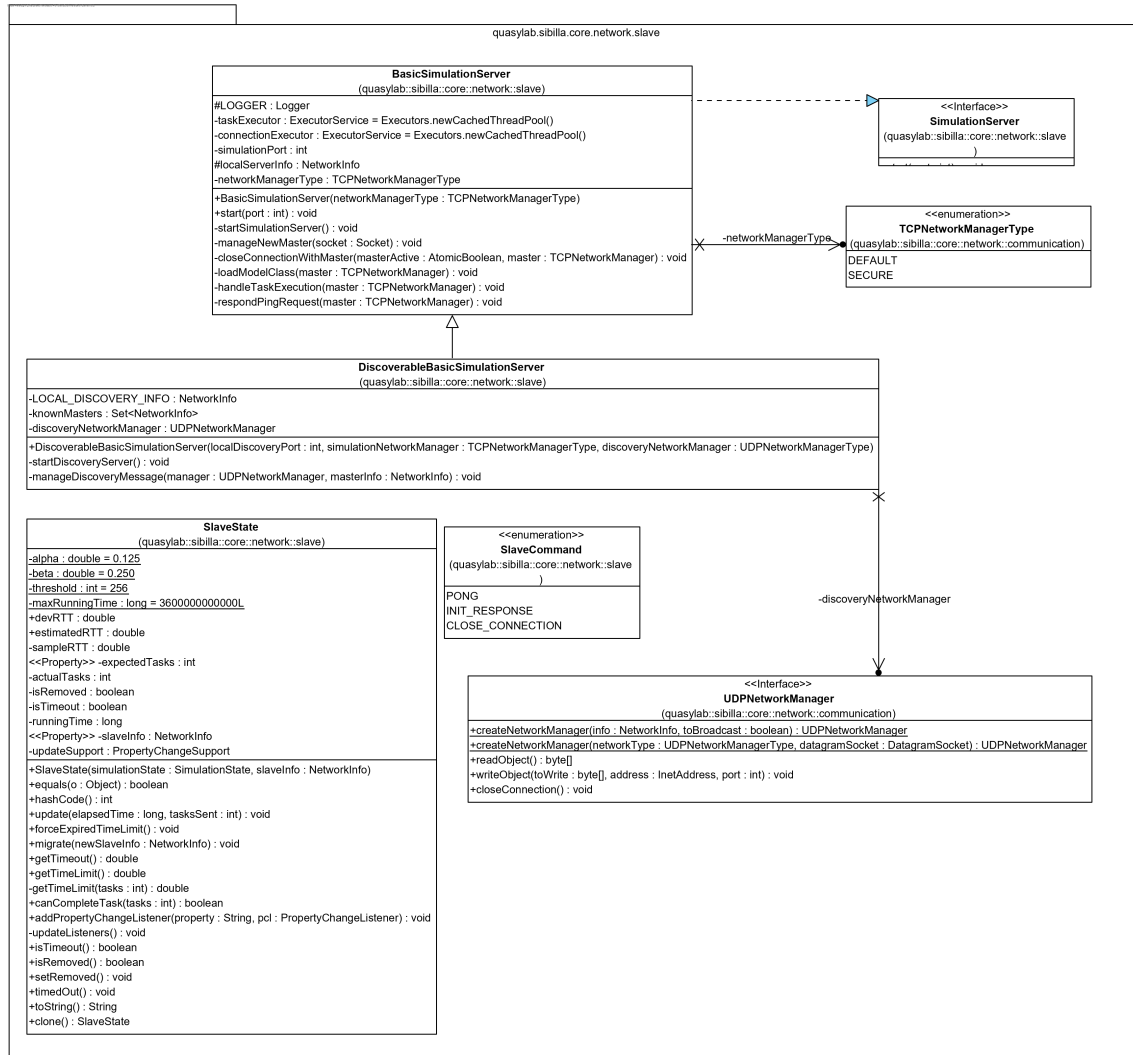 quasylab.sibilla.core.network.slave
BasicSimulationServer
(quasylab::sibilla::core::network::slave)
#LOGGER : Logger
-taskExecutor : ExecutorService = Executors.newCachedThreadPool()
-connectionExecutor : ExecutorService = Executors.newCachedThreadPool()
-simulationPort : int
#localServerInfo : NetworkInfo
-networkManagerType : TCPNetworkManagerType
+BasicSimulationServer(networkManagerType : TCPNetworkManagerType)
+start(port : int) : void
-startSimulationServer() : void
-manageNewMaster(socket : Socket) : void
-closeConnectionWithMaster(masterActive : AtomicBoolean, master : TCPNetworkManager) : void
-loadModelClass(master : TCPNetworkManager) : void
-handleTaskExecution(master : TCPNetworkManager) : void
-respondPingRequest(master : TCPNetworkManager) : void
<<Interface>>
SimulationServer
(quasylab::sibilla::core::network::slave
)
-networkManagerType
<<enumeration>>
TCPNetworkManagerType
(quasylab::sibilla::core::network::communication)
DEFAULT
SECURE
DiscoverableBasicSimulationServer
(quasylab::sibilla::core::network::slave)
-LOCAL_DISCOVERY_INFO : NetworkInfo
-knownMasters : Set<NetworkInfo>
-discoveryNetworkManager : UDPNetworkManager
+DiscoverableBasicSimulationServer(localDiscoveryPort : int, simulationNetworkManager : TCPNetworkManagerType, discoveryNetworkManager : UDPNetworkManagerType)
-startDiscoveryServer() : void
-manageDiscoveryMessage(manager : UDPNetworkManager, masterInfo : NetworkInfo) : void
SlaveState
(quasylab::sibilla::core::network::slave)
-alpha : double = 0.125
-beta : double = 0.250
-threshold : int = 256
-maxRunningTime : long = 3600000000000L
+devRTT : double
+estimatedRTT : double
-sampleRTT : double
<<Property>> -expectedTasks : int
-actualTasks : int
-isRemoved : boolean
-isTimeout : boolean
-runningTime : long
<<Property>> -slaveInfo : NetworkInfo
-updateSupport : PropertyChangeSupport
+SlaveState(simulationState : SimulationState, slaveInfo : NetworkInfo)
+equals(o : Object) : boolean
+hashCode() : int
+update(elapsedTime : long, tasksSent : int) : void
+forceExpiredTimeLimit() : void
+migrate(newSlaveInfo : NetworkInfo) : void
+getTimeout() : double
+getTimeLimit() : double
-getTimeLimit(tasks : int) : double
+canCompleteTask(tasks : int) : boolean
+addPropertyChangeListener(property : String, pcl : PropertyChangeListener) : void
-updateListeners() : void
+isTimeout() : boolean
+isRemoved() : boolean
+setRemoved() : void
+timedOut() : void
+toString() : String
+clone() : SlaveState
<<enumeration>>
SlaveCommand
(quasylab::sibilla::core::network::slave
)
PONG
INIT_RESPONSE
CLOSE_CONNECTION
-discoveryNetworkManager
<<Interface>>
UDPNetworkManager
(quasylab::sibilla::core::network::communication)
+createNetworkManager(info : NetworkInfo, toBroadcast : boolean) : UDPNetworkManager
+createNetworkManager(networkType : UDPNetworkManagerType, datagramSocket : DatagramSocket) : UDPNetworkManager
+readObject() : byte[]
+writeObject(toWrite : byte[], address : InetAddress, port : int) : void
+closeConnection() : void